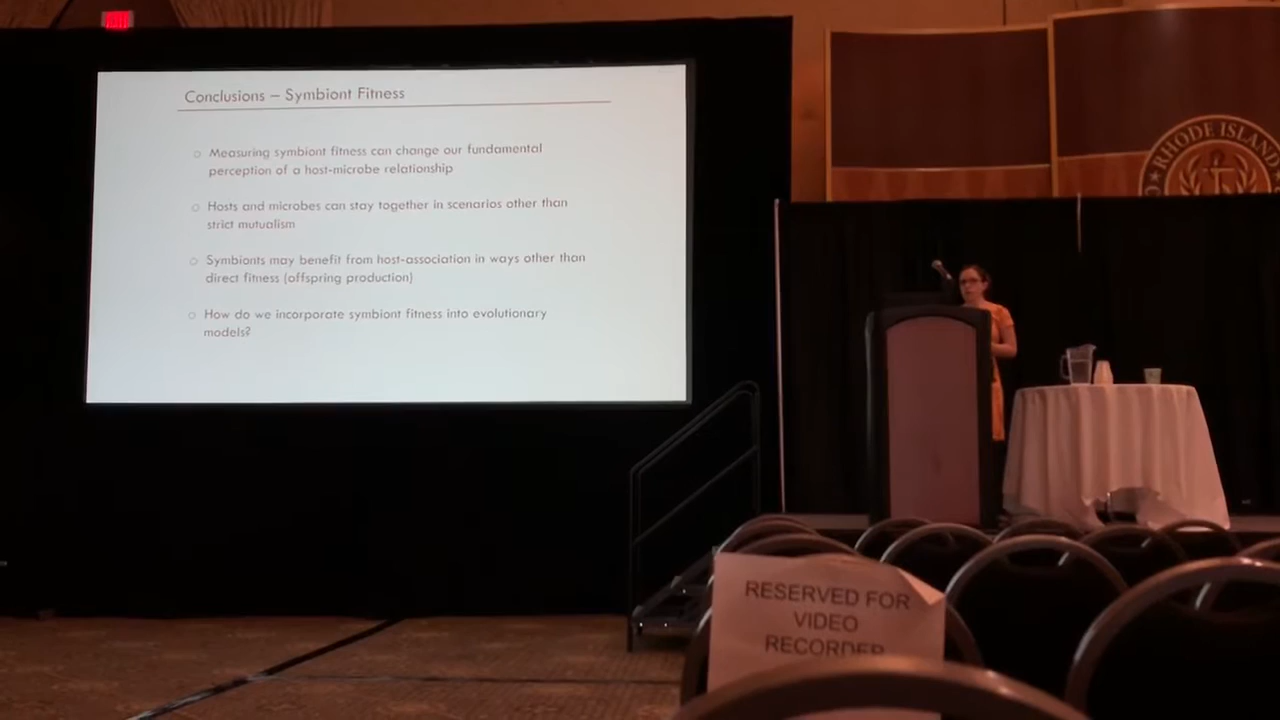 Conclusions – Symbiont Fitness
Measuring symbiont fitness can change our fundamental
perception of a host-microbe relationship
Hosts and microbes can stay together in scenarios other than
strict mutualism
Symbionts may benefit from host-association in ways other than
direct fitness (offspring production)
How do we incorporate symbiont fitness into evolutionary
models?
RHODE ISLAND
RESERVED FOR
VIDEO
RECORDER